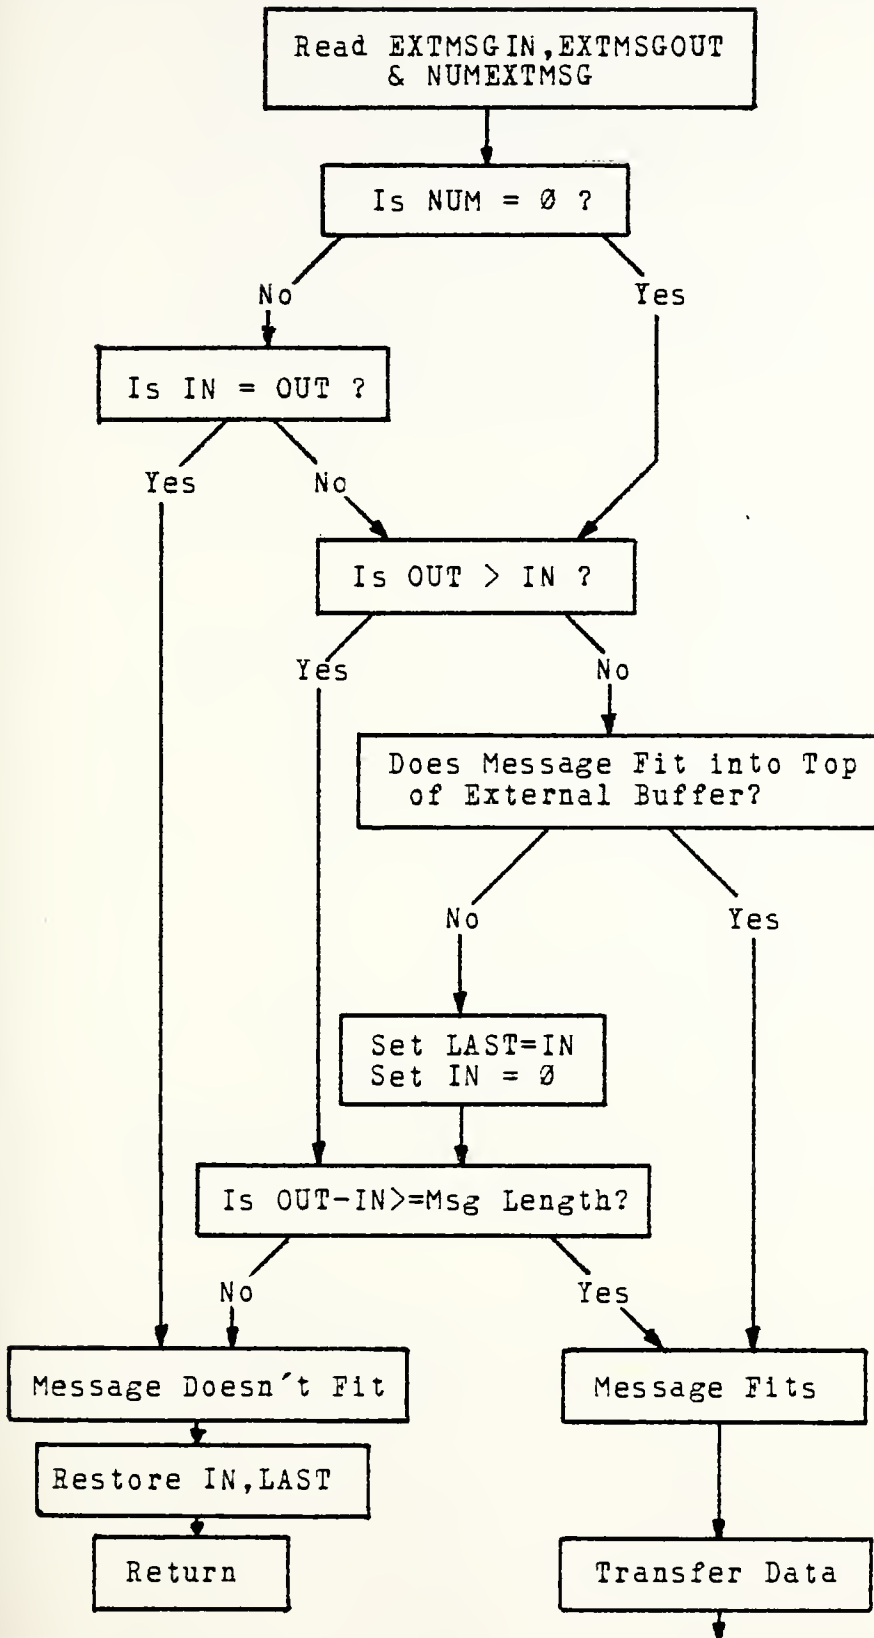 Read EXTMSGIN,EXTMSGOUT
& NUMEXTMSG
Is NUM = Ø ?
No
Yes
Is IN = OUT ?
Yes
No
Is OUT > IN ?
Yes
No
Does Message Fit into Top
of External Buffer?
No
Yes
Set LAST=IN
Set IN = Ø
Is OUT-IN>=Msg Length?
No
Yes
Message Doesn´t Fit
Message Fits
Restore IN,LAST
Return
Transfer Data